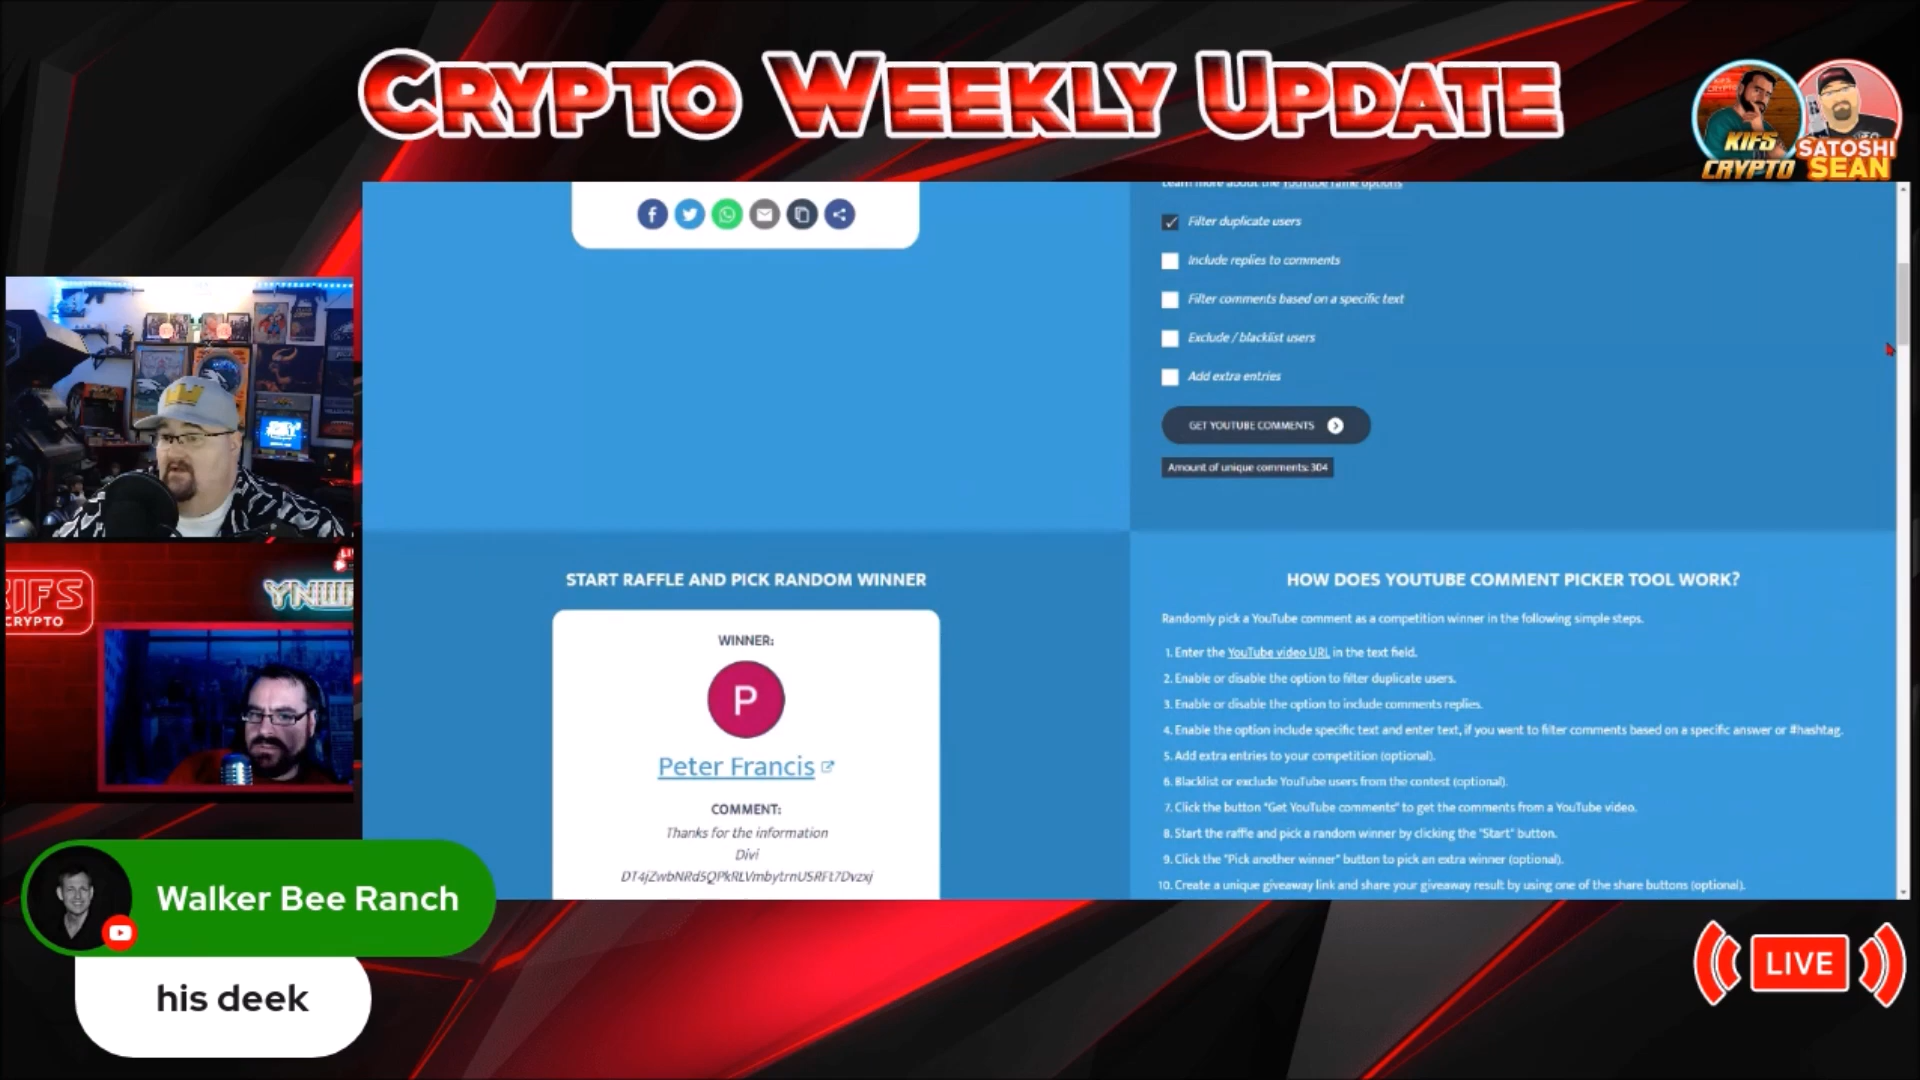 CRYPTO WEEKLY UPDATE
KIFS
CRYPTO
SATOSHI
SEAN
Learn more about the YouTube raffle options
Filter duplicate users
Include replies to comments
Filter comments based on a specific text
Exclude / blacklist users
Add extra entries
GET YOUTUBE COMMENTS
Amount of unique comments: 304
START RAFFLE AND PICK RANDOM WINNER
WINNER:
P
Peter Francis
COMMENT:
Thanks for the information
Divi
HOW DOES YOUTUBE COMMENT PICKER TOOL WORK?
Randomly pick a YouTube comment as a competition winner in the following simple steps.
1. Enter the YouTube video URL in the text field.
2. Enable or disable the option to filter duplicate users.
3. Enable or disable the option to include comments replies.
4. Enable the option include specific text and enter text, if you want to filter comments based on a specific answer or #hashtag.
5. Add extra entries to your competition (optional).
6. Blacklist or exclude YouTube users from the contest (optional).
7. Click the button "Get YouTube comments" to get the comments from a YouTube video.
8. Start the raffle and pick a random winner by clicking the "Start" button.
9. Click the "Pick another winner" button to pick an extra winner (optional).
10. Create a unique giveaway link and share your giveaway result by using one of the share buttons (optional).
KIFS
CRYPTO
Walker Bee Ranch
his deek
LIVE